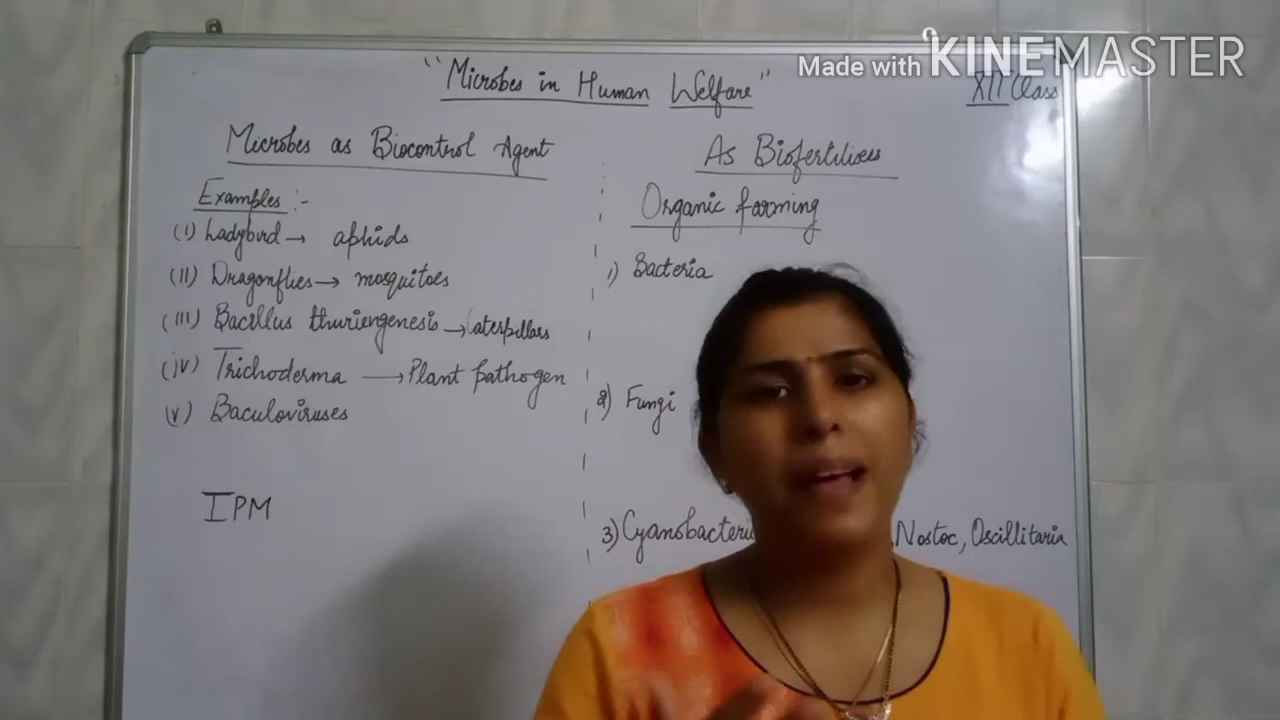 Made with KINEMASTER
"Microbes in Human Welfare"
XII Class
Microbes as Biocontrol Agent
Examples :-
(I) Ladybird → aphids
(II) Dragonflies → mosquitoes
(III) Bacillus thuriengenesis → Caterpillars
(iv) Trichoderma → Plant pathogen
(v) Baculoviruses
IPM
As Biofertilisers
Organic farming
1) Bacteria
2) Fungi
3) Cyanobacteri , Nostoc, Oscillitaria